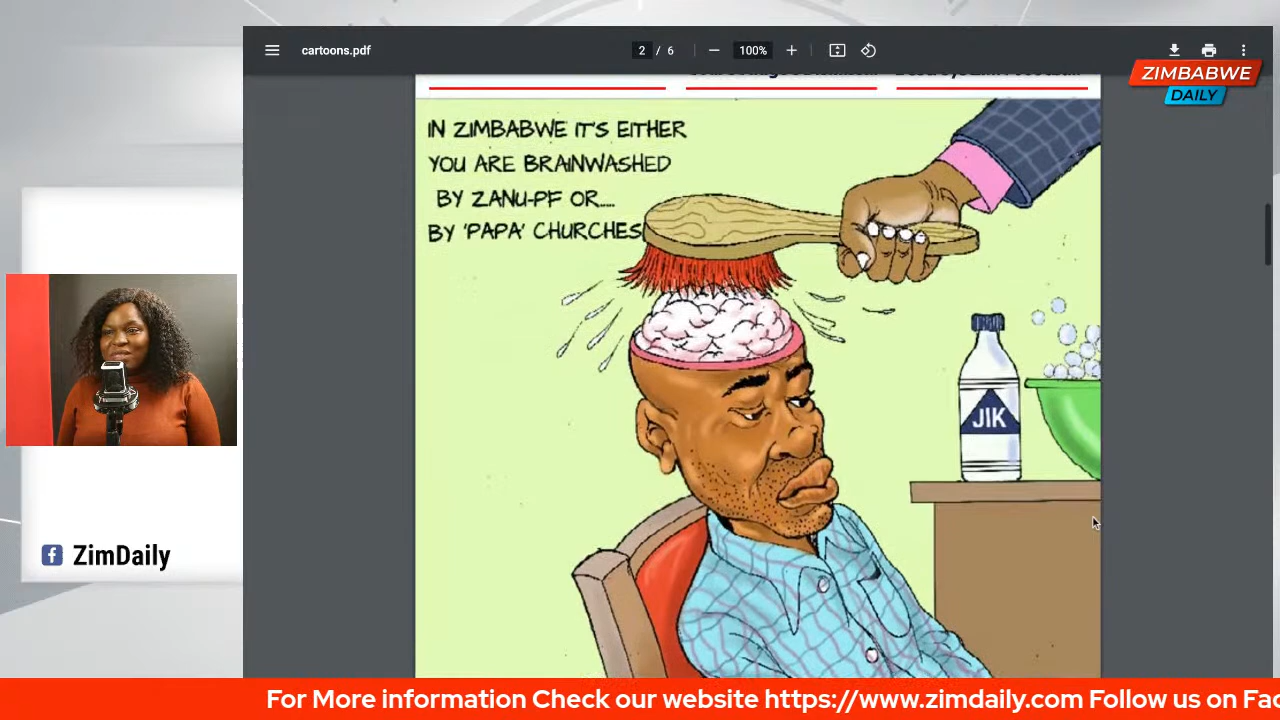 cartoons.pdf
2 / 6
100%
ZIMBABWE
DAILY
IN ZIMBABWE IT'S EITHER
YOU ARE BRAINWASHED
BY ZANU-PF OR.....
BY 'PAPA' CHURCHES
JIK
ZimDaily
For More information Check our website https://www.zimdaily.com Follow us on Fac